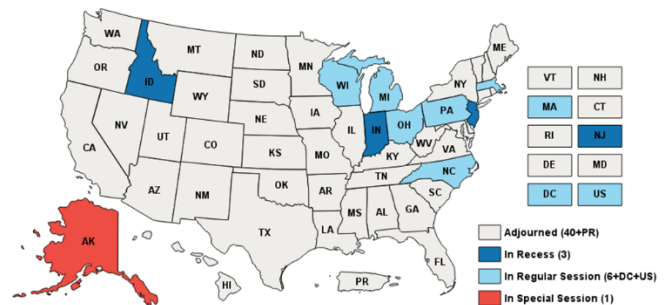 WA
MT
ND
MN
ME
OR
ID
SD
WI
NY
WY
MI
NE
IA
PA
NV
UT
CO
IL
IN
OH
CA
KS
MO
WV
VA
KY
NC
TN
AZ
NM
OK
AR
SC
MS
AL
GA
TX
LA
FL
AK
HI
PR
VT NH
MA CT
RI NJ
DE MD
DC US
Adjourned (40+PR)
In Recess (3)
In Regular Session (6+DC+US)
In Special Session (1)